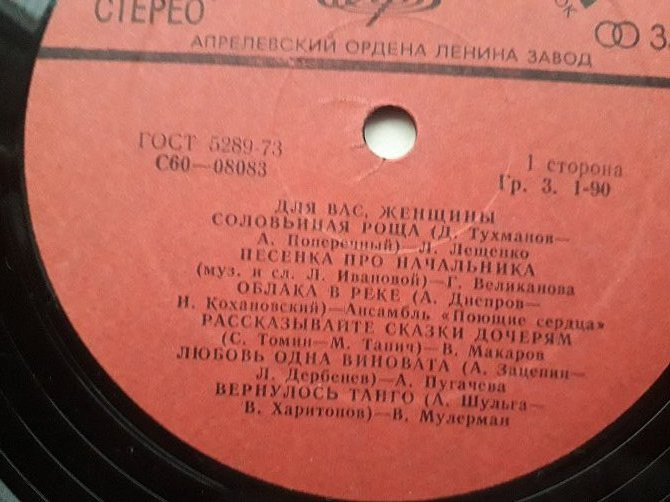 СТЕРЕО
АПРЕЛЕВСКИЙ ОРДЕНА ЛЕНИНА ЗАВОД
ГОСТ 5289-73
С60—08083
1 сторона
Гр. 3. 1-90
ДЛЯ ВАС, ЖЕНЩИНЫ
СОЛОВЬИНАЯ РОЩА (Д. Тухманов—
А. Поперечный)—Л. Лещенко
ПЕСЕНКА ПРО НАЧАЛЬНИКА
(муз. и сл. Л. Ивановой)—Г. Великанова
ОБЛАКА В РЕКЕ (А. Днепров—
И. Кохановский)—Ансамбль «Поющие сердца»
РАССКАЗЫВАЙТЕ СКАЗКИ ДОЧЕРЯМ
(С. Томин—М. Танич)—В. Макаров
ЛЮБОВЬ ОДНА ВИНОВАТА (А. Зацепин—
Л. Дербенев)—А. Пугачева
ВЕРНУЛОСЬ ТАНГО (А. Шульга—
В. Харитонов)—В. Мулерман